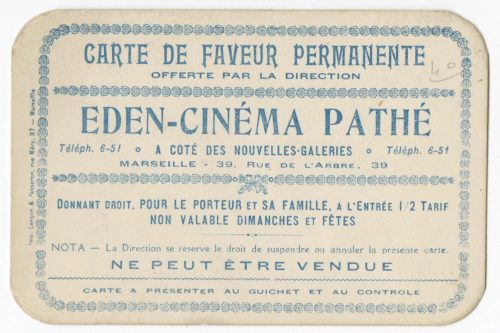 CARTE DE FAVEUR PERMANENTE
OFFERTE PAR LA DIRECTION
EDEN-CINÉMA PATHÉ
Téléph. 6-51 o A COTÉ DES NOUVELLES-GALERIES o Téléph. 6-51
MARSEILLE - 39, RUE DE L'ARBRE, 39
DONNANT DROIT, POUR LE PORTEUR ET SA FAMILLE, A L'ENTRÉE 1/2 TARIF
NON VALABLE DIMANCHES ET FÊTES
NOTA — La Direction se réserve le droit de suspendre ou annuler la présente carte.
NE PEUT ÊTRE VENDUE
CARTE A PRÉSENTER AU GUICHET ET AU CONTROLE
Méry, 37 — Marseille